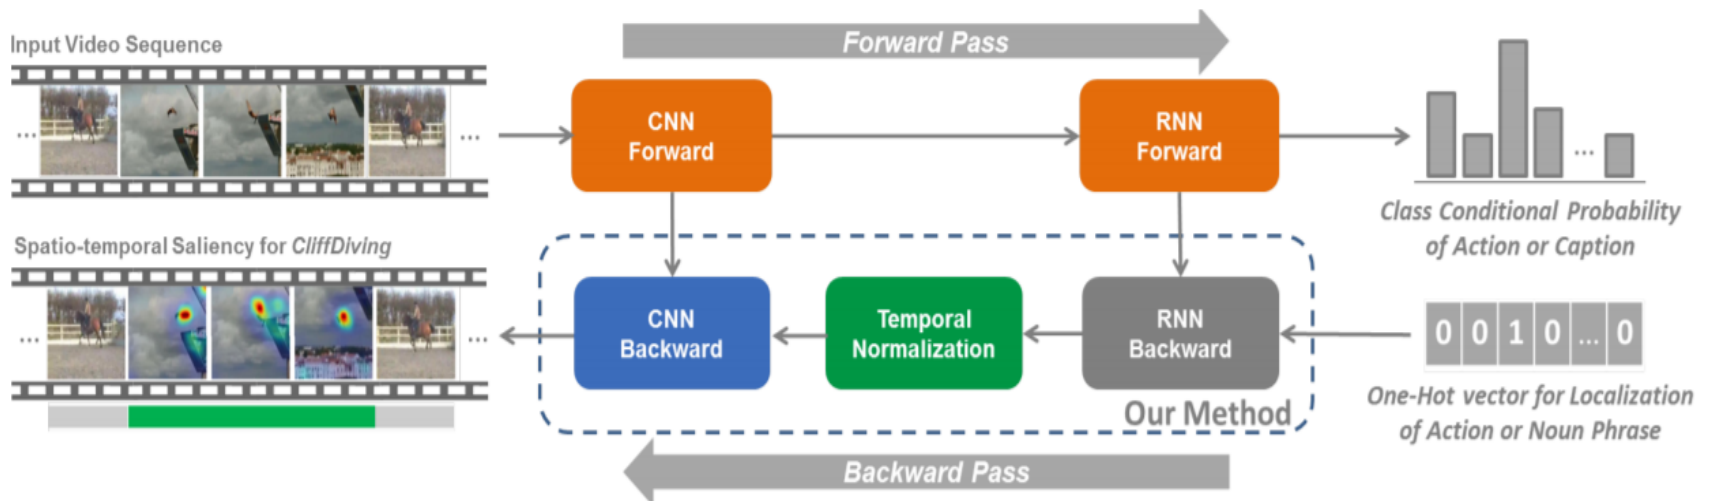 Input Video Sequence
Forward Pass
...
...
CNN
Forward
RNN
Forward
...
Class Conditional Probability
of Action or Caption
Spatio-temporal Saliency for CliffDiving
...
...
CNN
Backward
Temporal
Normalization
RNN
Backward
0 0 1 0 ... 0
Our Method
One-Hot vector for Localization
of Action or Noun Phrase
Backward Pass